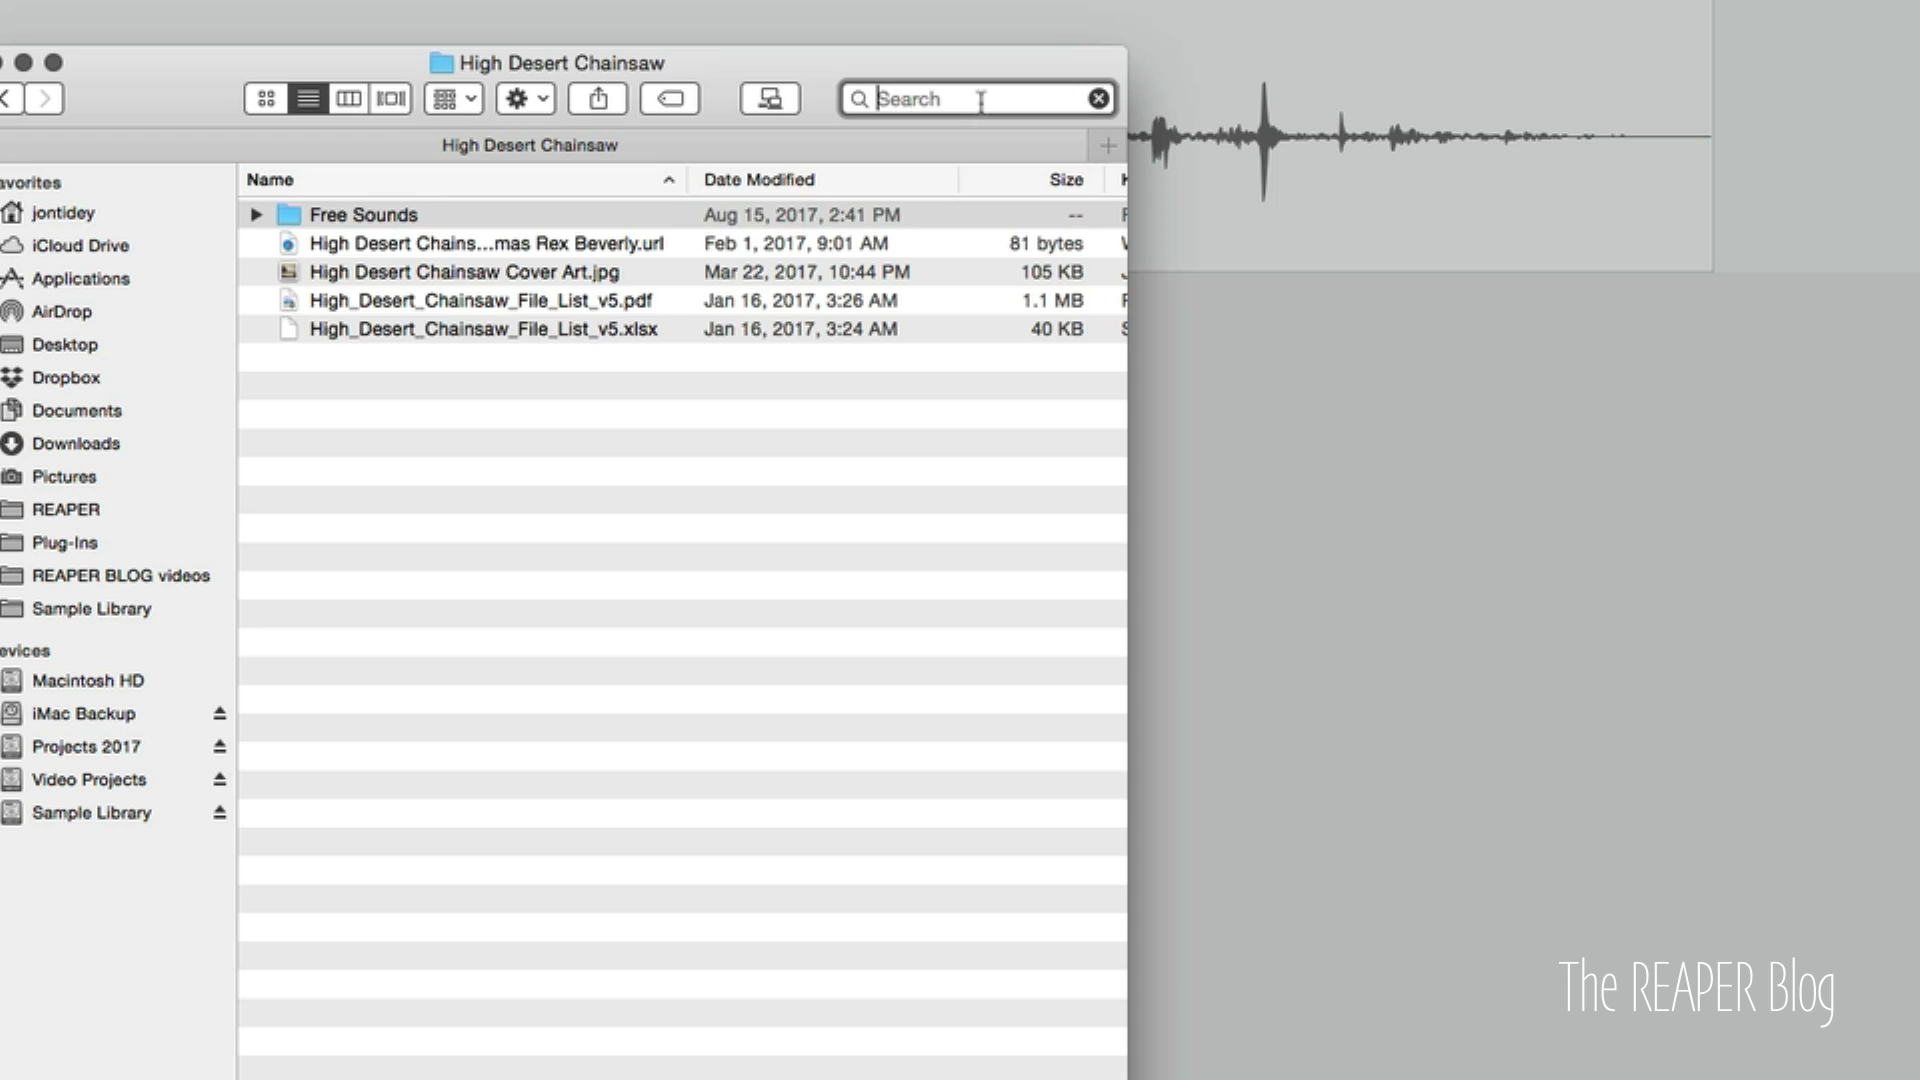 High Desert Chainsaw
Search
High Desert Chainsaw
Name Date Modified Size
avorites
jontidey
iCloud Drive
Applications
AirDrop
Desktop
Dropbox
Documents
Downloads
Pictures
REAPER
Plug-Ins
REAPER BLOG videos
Sample Library
evices
Macintosh HD
iMac Backup
Projects 2017
Video Projects
Sample Library
Free Sounds Aug 15, 2017, 2:41 PM --
High Desert Chains...mas Rex Beverly.url Feb 1, 2017, 9:01 AM 81 bytes
High Desert Chainsaw Cover Art.jpg Mar 22, 2017, 10:44 PM 105 KB
High_Desert_Chainsaw_File_List_v5.pdf Jan 16, 2017, 3:26 AM 1.1 MB
High_Desert_Chainsaw_File_List_v5.xlsx Jan 16, 2017, 3:24 AM 40 KB
The REAPER Blog